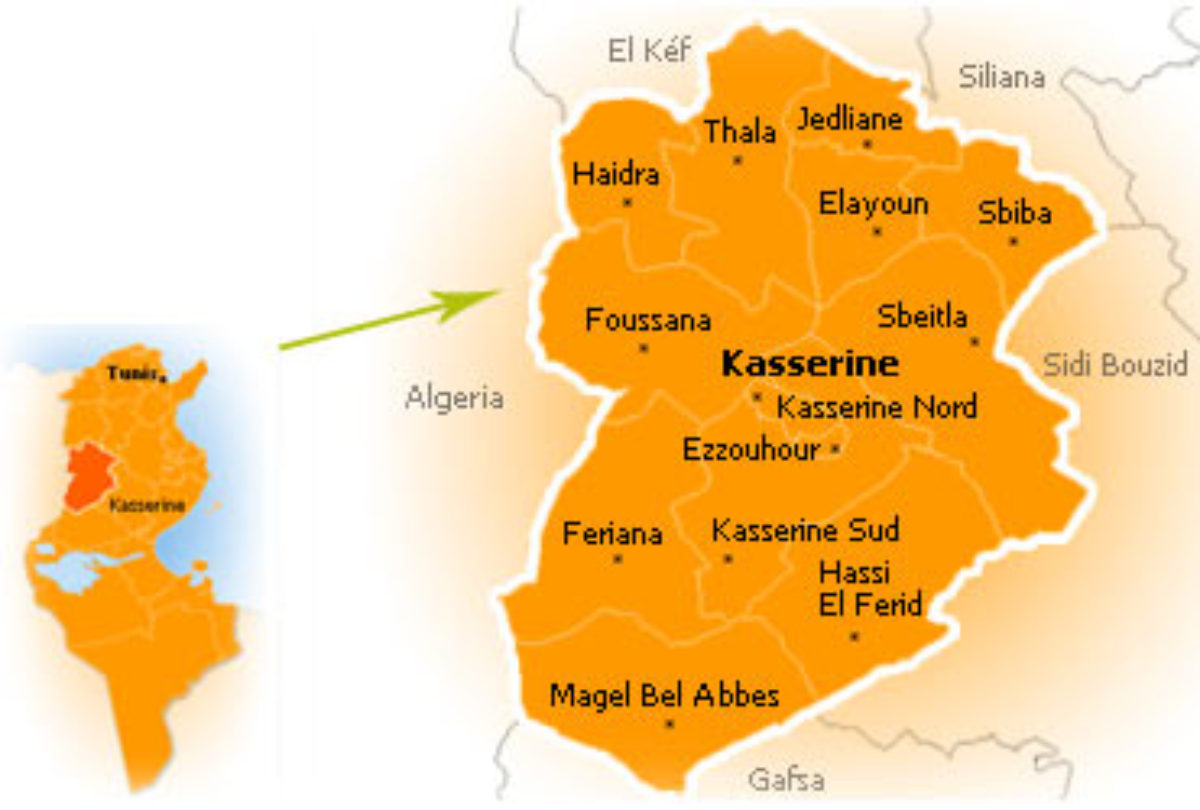 El Kéf
Siliana
Thala
Jedliane
Haidra
Elayoun
Sbiba
Foussana
Sbeitla
Kasserine
Sidi Bouzid
Algeria
Kasserine Nord
Ezzouhour
Feriana
Kasserine Sud
Hassi
El Ferid
Magel Bel Abbes
Gafsa
Tunis
Kasserine